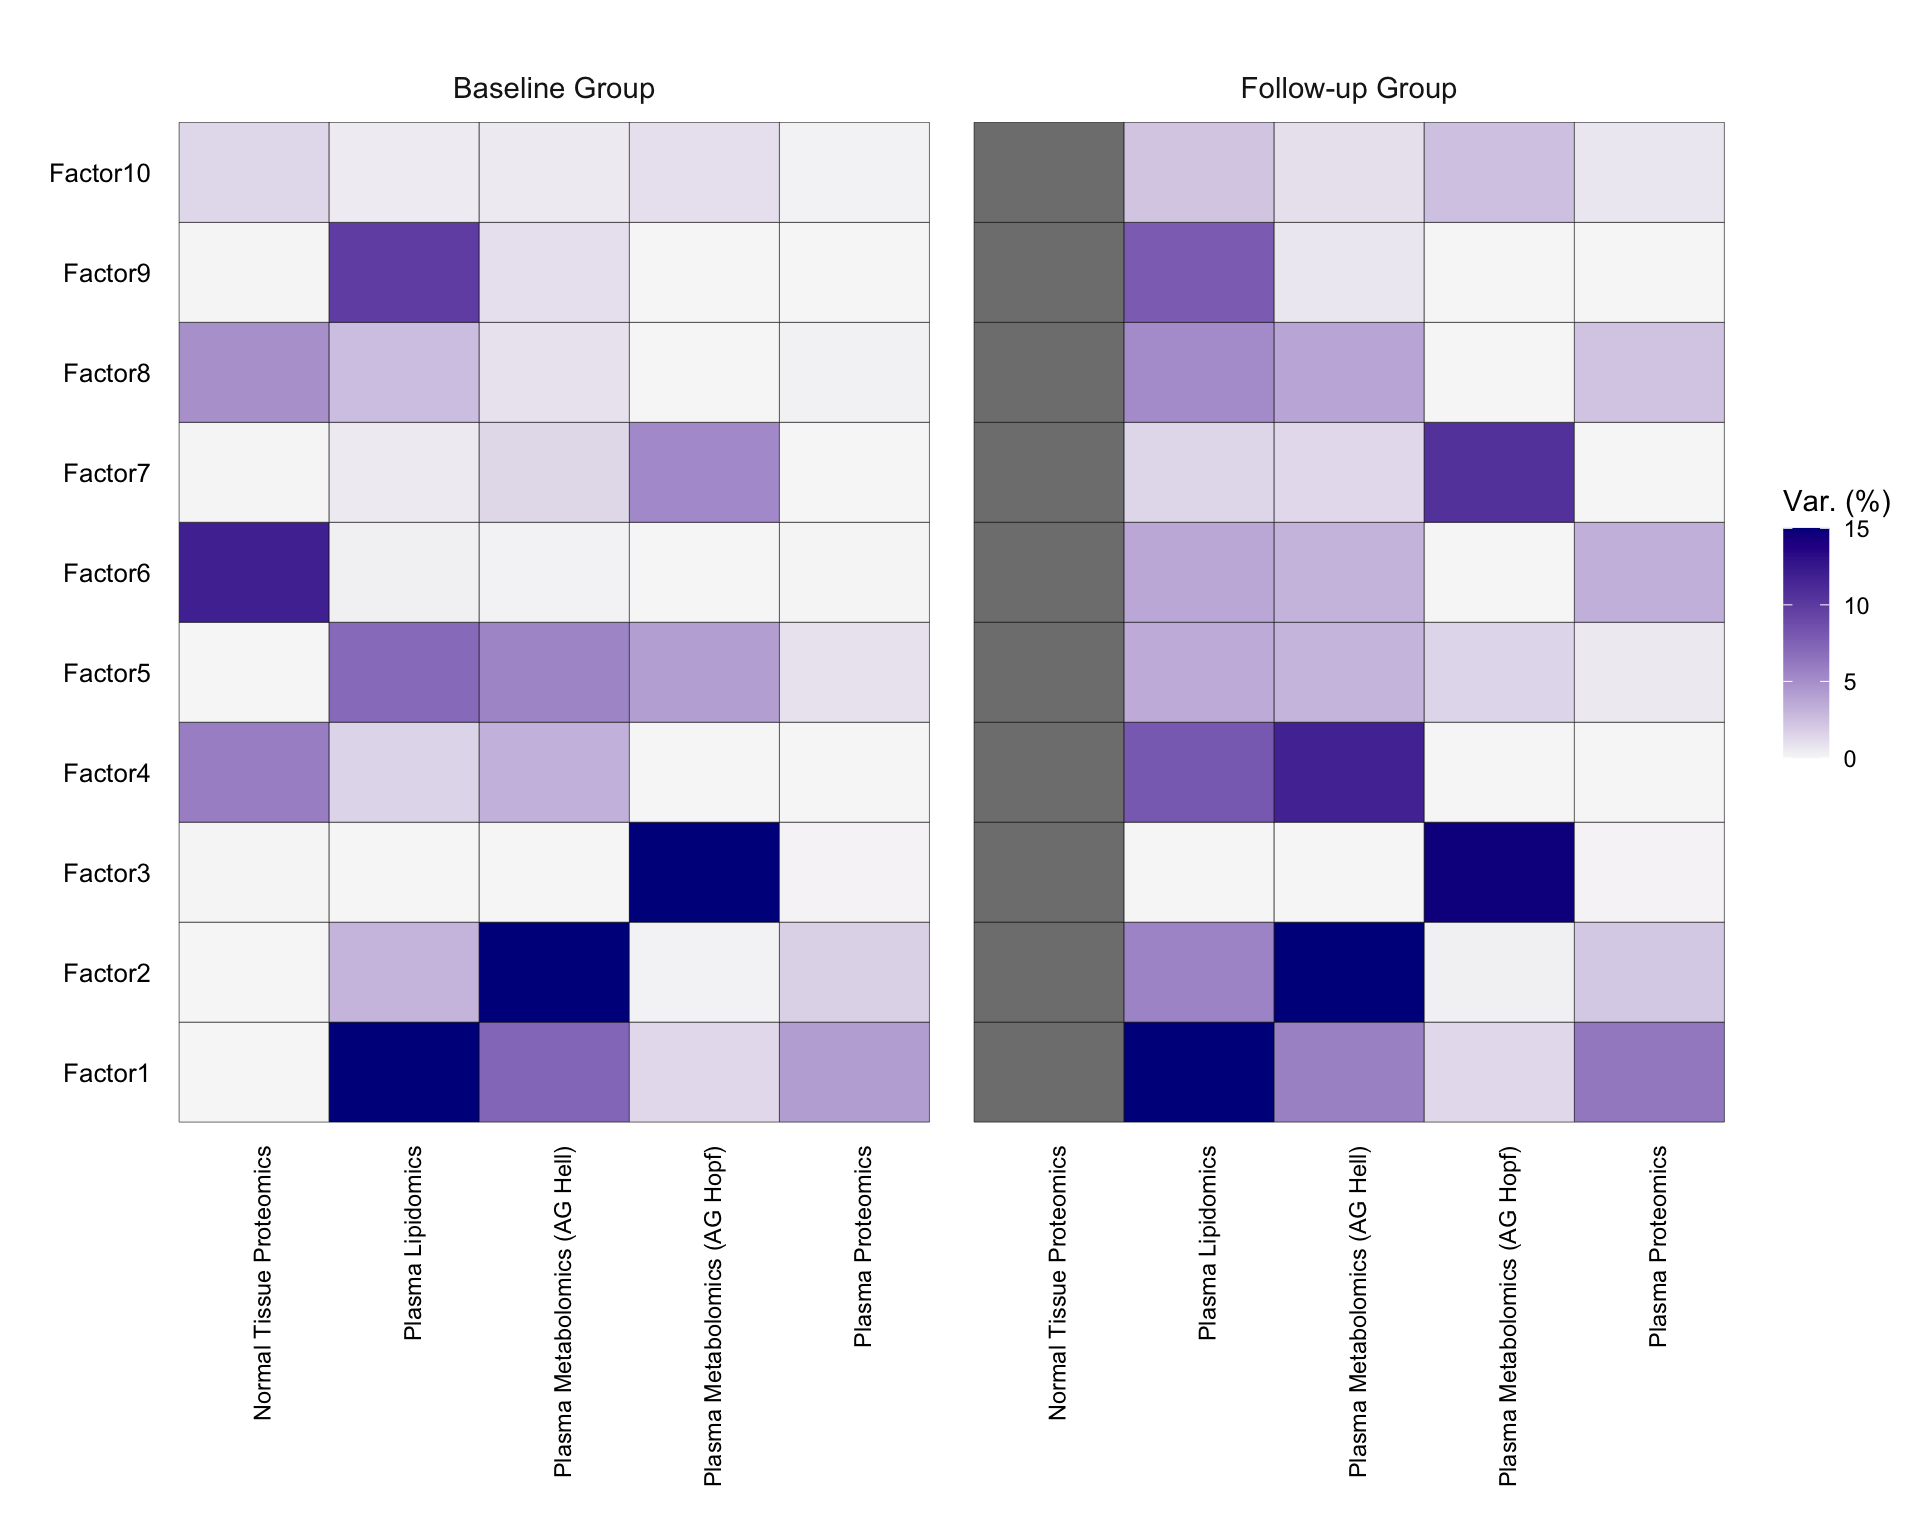 Baseline Group
Follow-up Group
Factor10
Factor9
Factor8
Factor7
Factor6
Factor5
Factor4
Factor3
Factor2
Factor1
Var. (%)
15
10
5
0
Normal Tissue Proteomics
Plasma Lipidomics
Plasma Metabolomics (AG Hell)
Plasma Metabolomics (AG Hopf)
Plasma Proteomics
Normal Tissue Proteomics
Plasma Lipidomics
Plasma Metabolomics (AG Hell)
Plasma Metabolomics (AG Hopf)
Plasma Proteomics